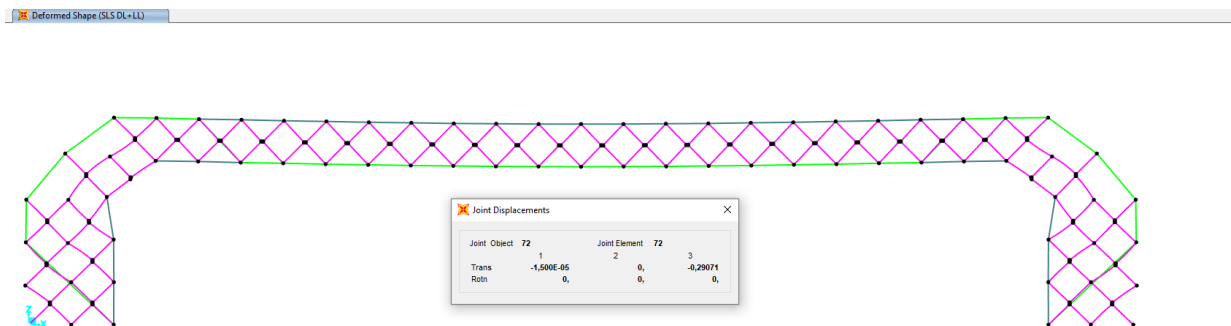 Deformed Shape (SLS DL+LL)
Joint Displacements
Joint Object 72 Joint Element 72
1 2 3
Trans -1,500E-05 0, -0,29071
Rotn 0, 0, 0,
Z
X